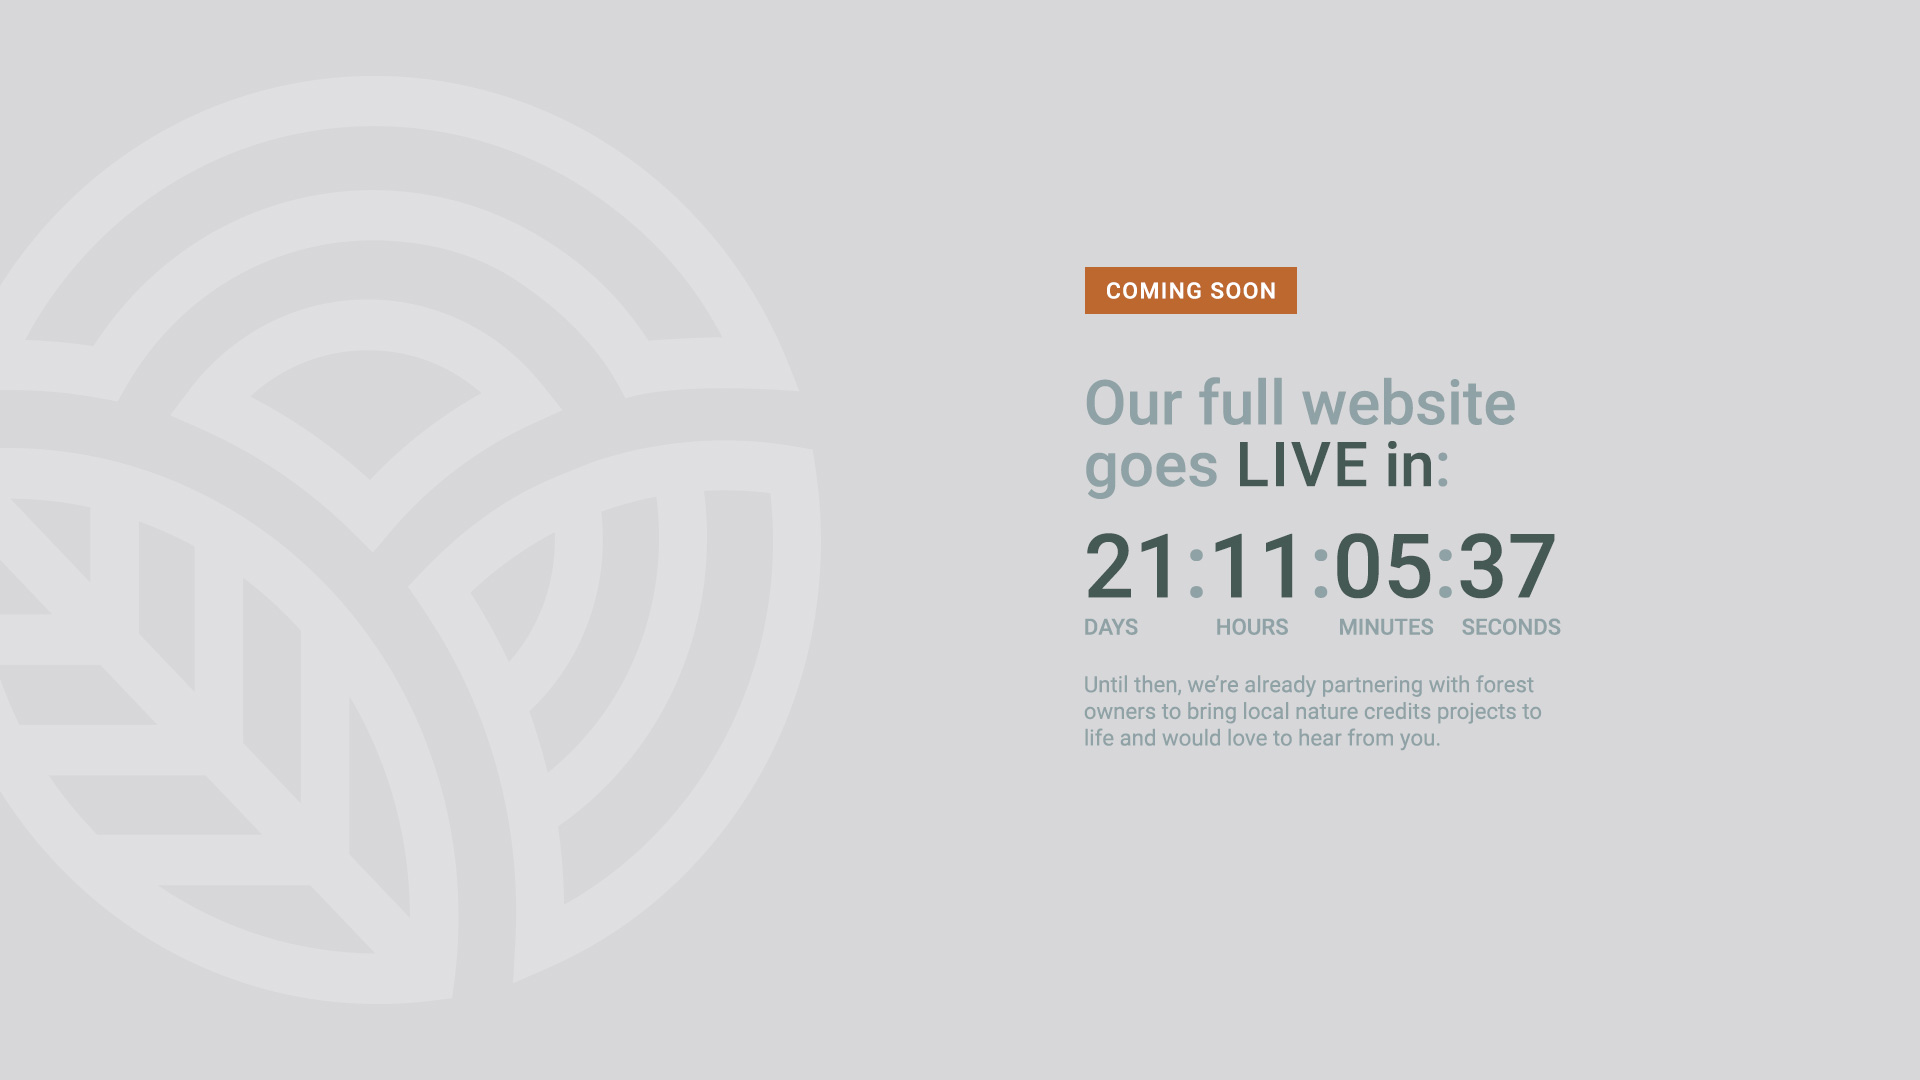 COMING SOON
Our full website
goes LIVE in:
21:11:05:37
DAYS HOURS MINUTES SECONDS
Until then, we’re already partnering with forest
owners to bring local nature credits projects to
life and would love to hear from you.